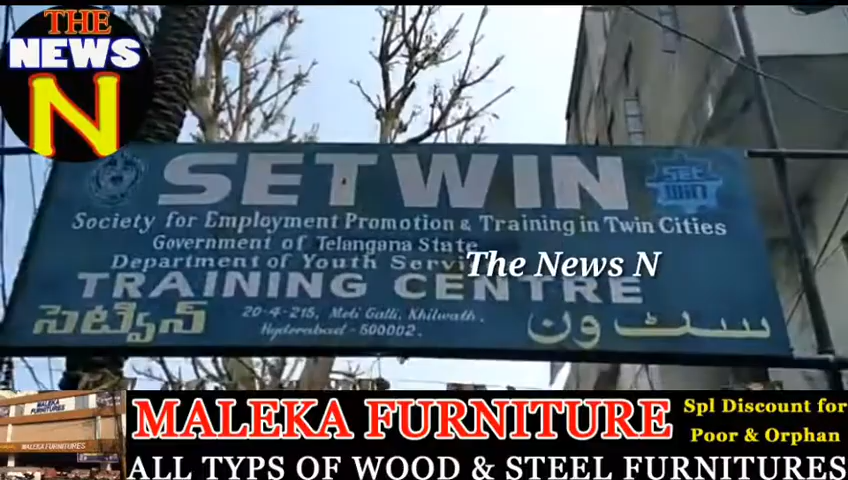 THE
NEWS
N
SETWIN
SET
WIN
Society for Employment Promotion & Training in Twin Cities
Government of Telangana State
Department of Youth
The News N
TRAINING CENTRE
సెట్విన్
20-4-215, Moti Galli, Khilwath,
Hyderabad - 500002.
سٹ ون
MALEKA FURNITURE
Spl Discount for
Poor & Orphan
ALL TYPS OF WOOD & STEEL FURNITURES